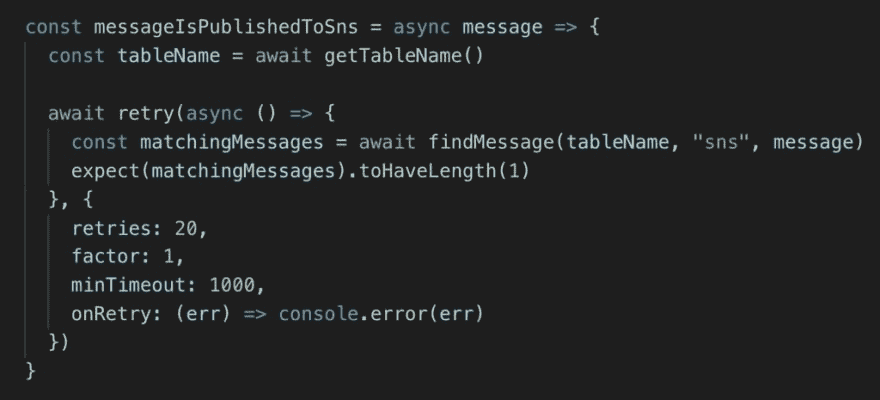 const messageIsPublishedToSns = async message => {
  const tableName = await getTableName()

  await retry(async () => {
    const matchingMessages = await findMessage(tableName, "sns", message)
    expect(matchingMessages).toHaveLength(1)
  }, {
    retries: 20,
    factor: 1,
    minTimeout: 1000,
    onRetry: (err) => console.error(err)
  })
}